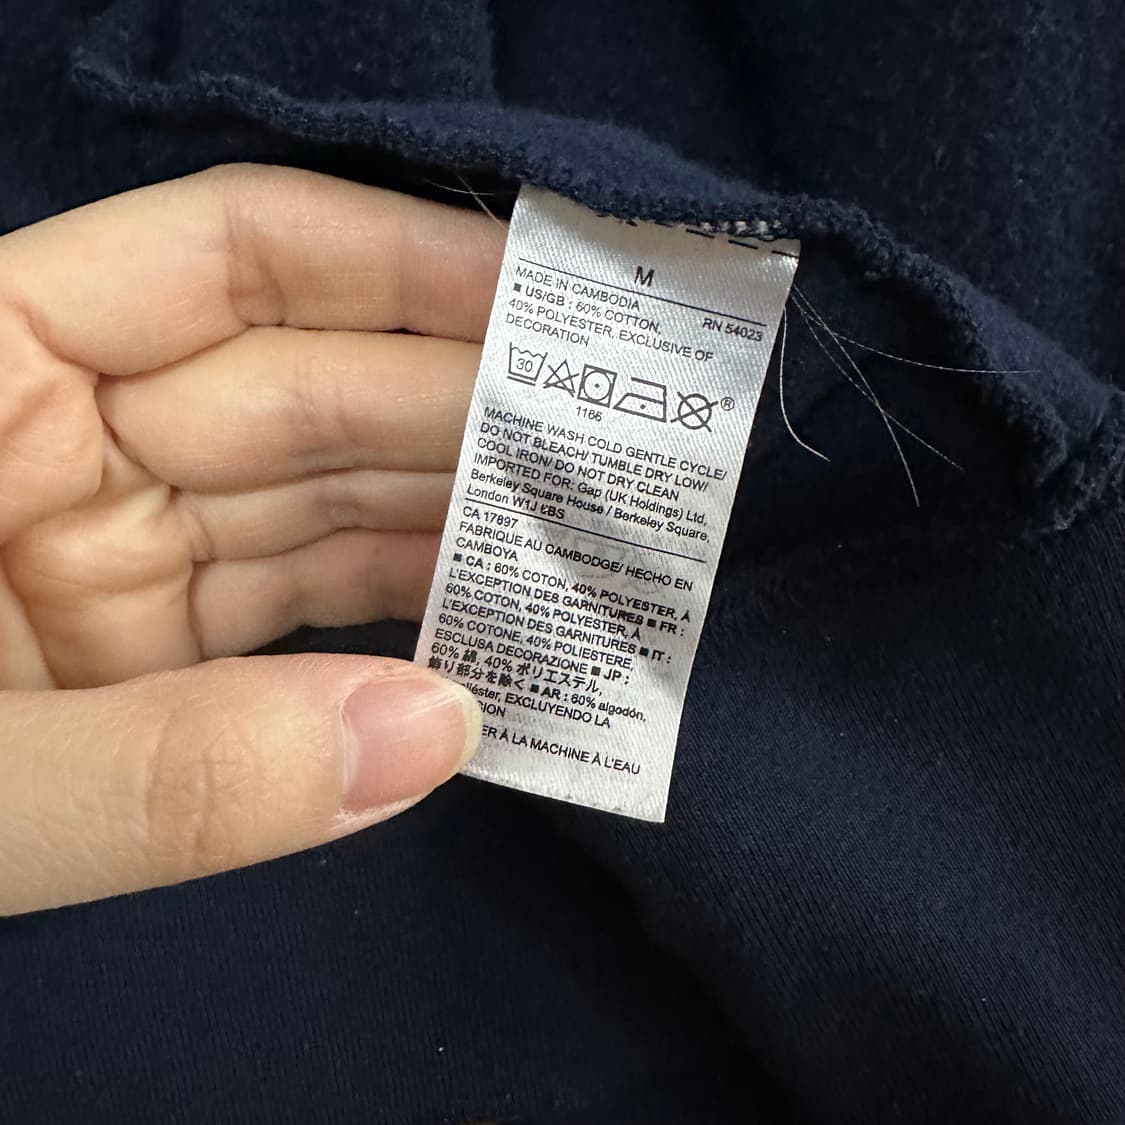 M
MADE IN CAMBODIA
RN 54023
■ US/GB : 60% COTTON,
40% POLYESTER, EXCLUSIVE OF
DECORATION
30
1166
®
MACHINE WASH COLD GENTLE CYCLE/
DO NOT BLEACH/ TUMBLE DRY LOW/
COOL IRON/ DO NOT DRY CLEAN
IMPORTED FOR: Gap (UK Holdings) Ltd,
Berkeley Square House / Berkeley Square,
London W1J
CA 17897
FABRIQUE AU CAMBODGE/ HECHO EN
CAMBOYA
■ CA : 60% COTON, 40% POLYESTER, À
L'EXCEPTION DES GARNITURES ■ FR :
60% COTON, 40% POLYESTER, À
L'EXCEPTION DES GARNITURES ■ IT :
60% COTONE, 40% POLIESTERE,
ESCLUSA DECORAZIONE ■ JP :
60% 綿, 40% ポリエステル,
飾り部分を除く ■ AR : 60% algodón,
EXCLUYENDO LA
À LA MACHINE À L'EAU